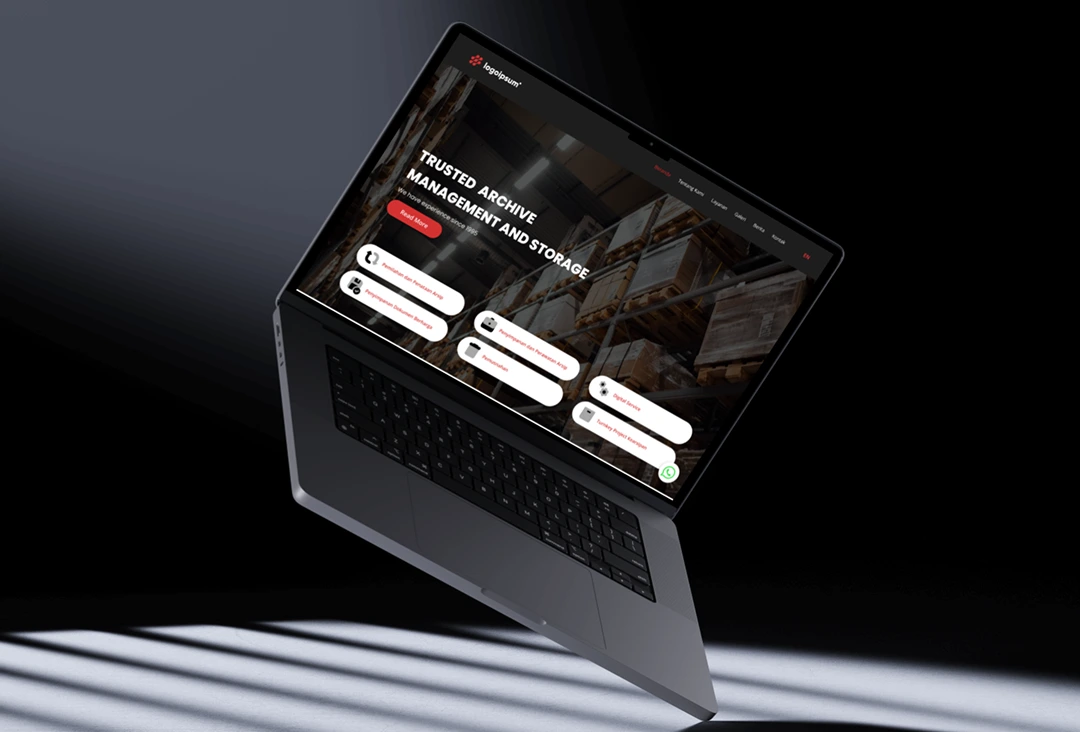 logoipsum
Beranda
Tentang Kami
Layanan
Galeri
Berita
Kontak
EN
TRUSTED ARCHIVE
MANAGEMENT AND STORAGE
We have experience since 1995
Read More
Pemilahan dan Penataan Arsip
Penyimpanan dan Perawatan Arsip
Digital Service
Penyimpanan Dokumen Berharga
Pemusnahan
Turnkey Project Kearsipan